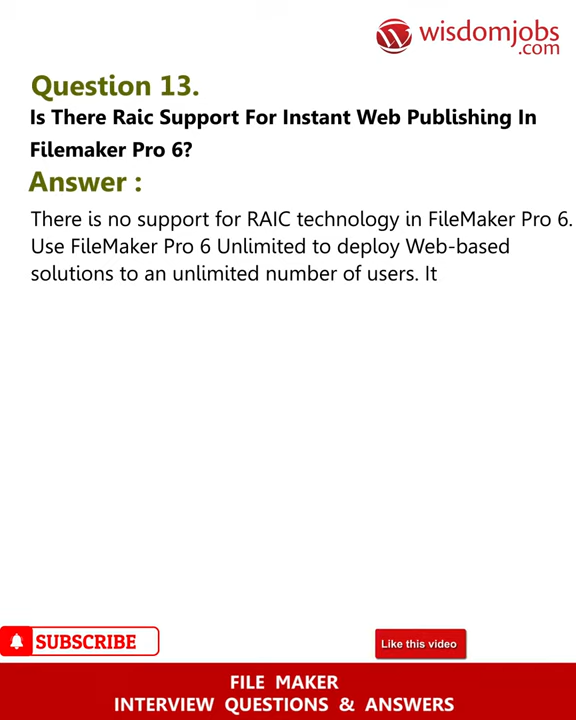 wisdomjobs
.com
Question 13.
Is There Raic Support For Instant Web Publishing In
Filemaker Pro 6?
Answer :
There is no support for RAIC technology in FileMaker Pro 6.
Use FileMaker Pro 6 Unlimited to deploy Web-based
solutions to an unlimited number of users. It
SUBSCRIBE
Like this video
FILE MAKER
INTERVIEW QUESTIONS & ANSWERS